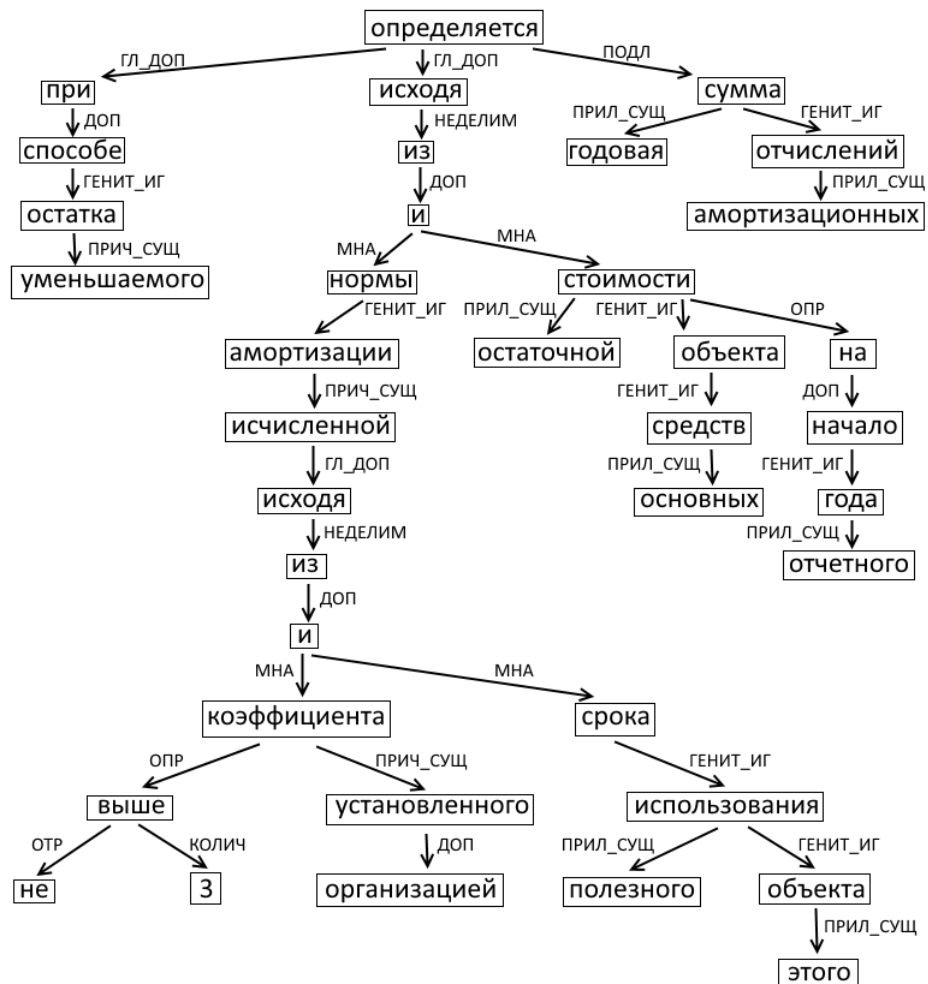 определяется
ГЛ_ДОП ГЛ_ДОП ПОДЛ
при исходя сумма
ДОП НЕДЕЛИМ ПРИЛ_СУЩ ГЕНИТ_ИГ
способе из годовая отчислений
ГЕНИТ_ИГ ДОП ПРИЛ_СУЩ
остатка и амортизационных
ПРИЧ_СУЩ МНА МНА
уменьшаемого нормы стоимости
ГЕНИТ_ИГ ПРИЛ_СУЩ ГЕНИТ_ИГ ОПР
амортизации остаточной объекта на
ПРИЧ_СУЩ ГЕНИТ_ИГ ДОП
исчисленной средств начало
ГЛ_ДОП ПРИЛ_СУЩ ГЕНИТ_ИГ
исходя основных года
НЕДЕЛИМ ПРИЛ_СУЩ
из отчетного
ДОП
и
МНА МНА
коэффициента срока
ОПР ПРИЧ_СУЩ ГЕНИТ_ИГ
выше установленного использования
ОТР КОЛИЧ ДОП ПРИЛ_СУЩ ГЕНИТ_ИГ
не 3 организацией полезного объекта
ПРИЛ_СУЩ
этого